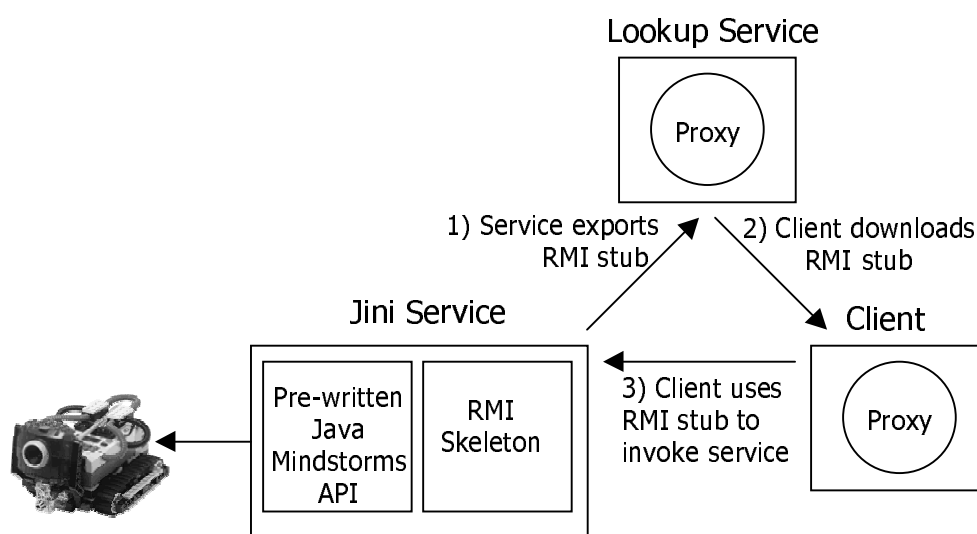 Lookup Service
Proxy
1) Service exports
RMI stub
2) Client downloads
RMI stub
Jini Service
Client
Pre-written
Java
Mindstorms
API
RMI
Skeleton
3) Client uses
RMI stub to
invoke service
Proxy